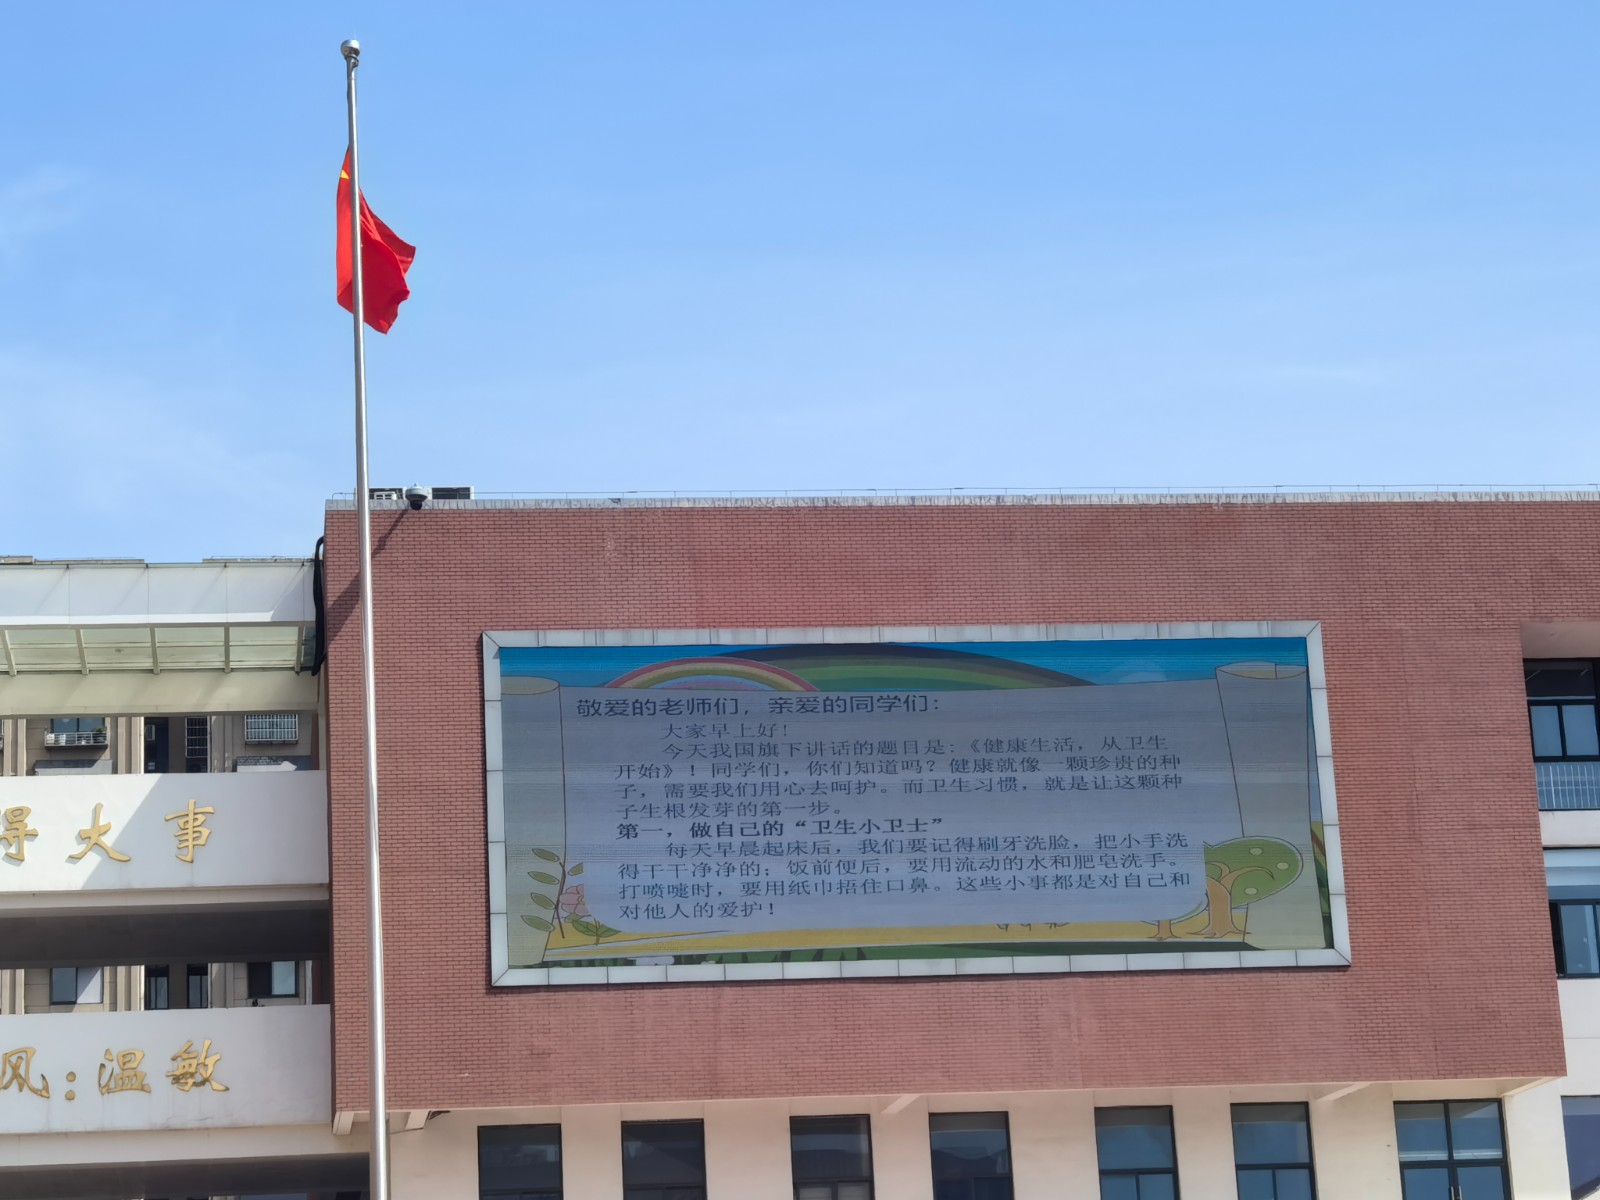 敬爱的老师们，亲爱的同学们：
大家早上好！
今天我国旗下讲话的题目是：《健康生活，从卫生
开始》！同学们，你们知道吗？健康就像一颗珍贵的种
子，需要我们用心去呵护。而卫生习惯，就是让这颗种
子生根发芽的第一步。
第一，做自己的“卫生小卫士”
每天早晨起床后，我们要记得刷牙洗脸，把小手洗
得干干净净的；饭前便后，要用流动的水和肥皂洗手。
打喷嚏时，要用纸巾捂住口鼻。这些小事都是对自己和
对他人的爱护！
得大事
风：温敏